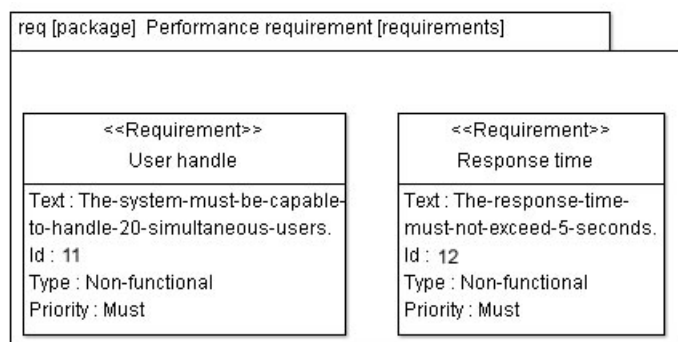 req [package] Performance requirement [requirements]
<<Requirement>>
User handle
Text : The-system-must-be-capable-
to-handle-20-simultaneous-users.
Id : 11
Type : Non-functional
Priority : Must
<<Requirement>>
Response time
Text : The-response-time-
must-not-exceed-5-seconds.
Id : 12
Type : Non-functional
Priority : Must